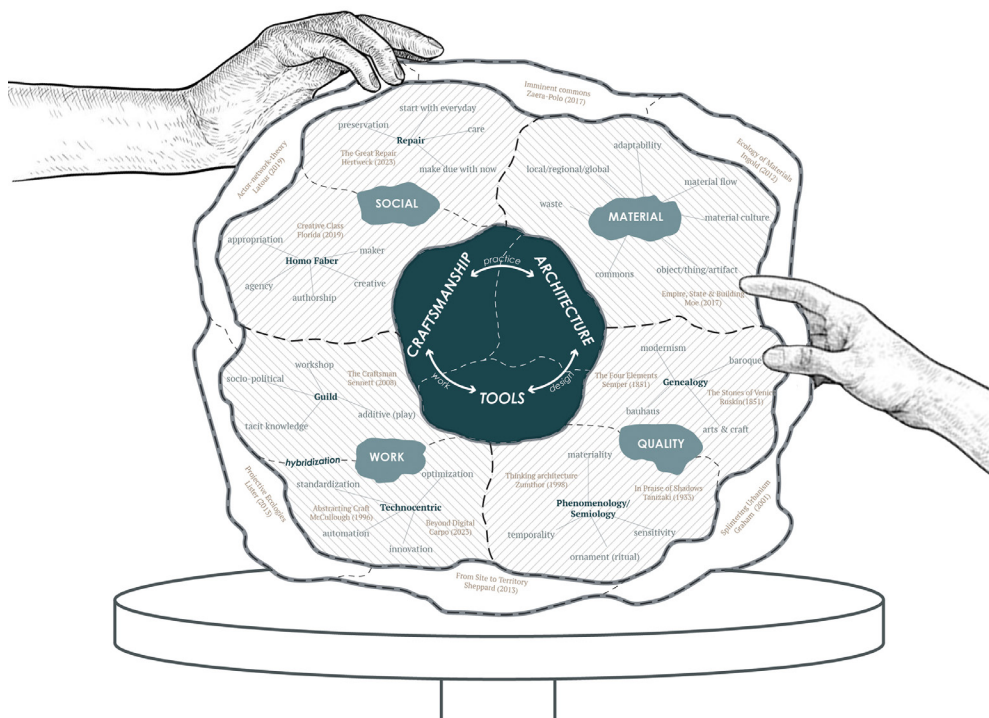 Imminent commons
Zaera-Polo (2017)
Ecology of Materials
Ingold (2012)
Actor-network-theory
Latour (2019)
start with everyday
preservation
care
Repair
The Great Repair
Hertweck (2023)
make due with now
SOCIAL
Creative Class
Florida (2019)
appropriation
maker
Homo Faber
agency
creative
authorship
adaptability
local/regional/global
material flow
waste
MATERIAL
material culture
commons
object/thing/artifact
Empire, State & Building
Moe (2017)
CRAFTSMANSHIP
practice
ARCHITECTURE
work
design
TOOLS
workshop
The Craftsman
Sennett (2008)
socio-political
Guild
additive (play)
tacit knowledge
WORK
hybridization
optimization
standardization
Technocentric
Abstracting Craft
McCullough (1996)
Beyond Digital
Carpo (2023)
automation
innovation
modernism
baroque
The Four Elements
Semper (1851)
Genealogy
The Stones of Venic
Ruskin(1851)
bauhaus
arts & craft
QUALITY
materiality
Thinking architecture
Zumthor (1998)
In Praise of Shadows
Tanizaki (1933)
Phenomenology/
Semiology
temporality
sensitivity
ornament (ritual)
Projective Ecologies
Lister (2013)
Splintering Urbanism
Graham (2001)
From Site to Territory
Sheppard (2013)